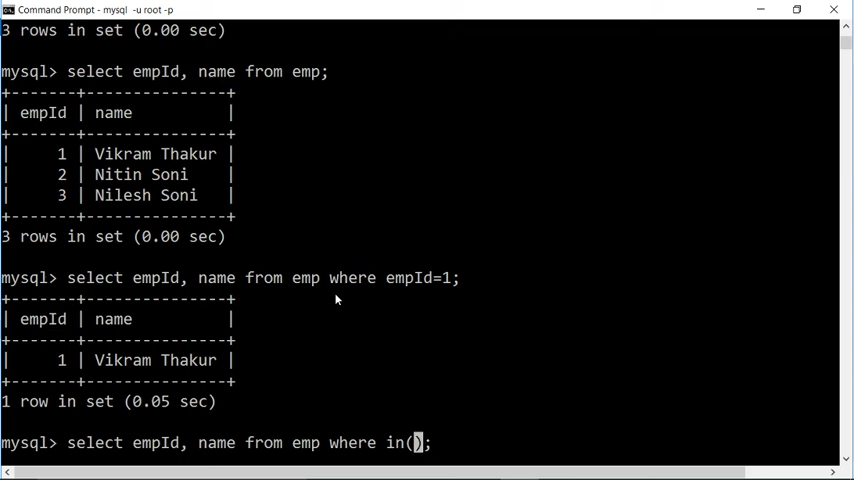 Command Prompt - mysql -u root -p
3 rows in set (0.00 sec)
mysql> select empId, name from emp;
+-------+---------------+
| empId | name          |
+-------+---------------+
|     1 | Vikram Thakur |
|     2 | Nitin Soni    |
|     3 | Nilesh Soni   |
+-------+---------------+
3 rows in set (0.00 sec)
mysql> select empId, name from emp where empId=1;
+-------+---------------+
| empId | name          |
+-------+---------------+
|     1 | Vikram Thakur |
+-------+---------------+
1 row in set (0.05 sec)
mysql> select empId, name from emp where in();